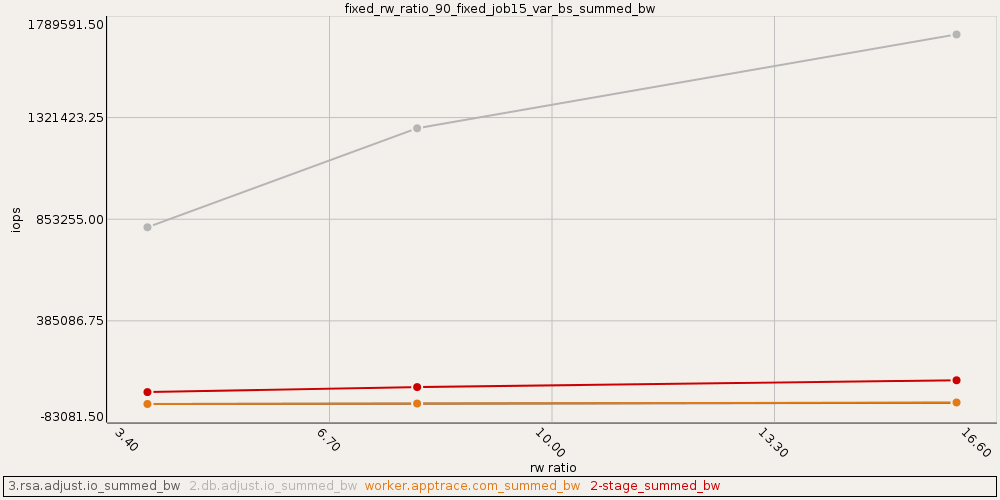 fixed_rw_ratio_90_fixed_job15_var_bs_summed_bw
1789591.50
1321423.25
853255.00
385086.75
-83081.50
iops
3.40
6.70
10.00
13.30
16.60
rw ratio
3.rsa.adjust.io_summed_bw 2.db.adjust.io_summed_bw worker.apptrace.com_summed_bw 2-stage_summed_bw